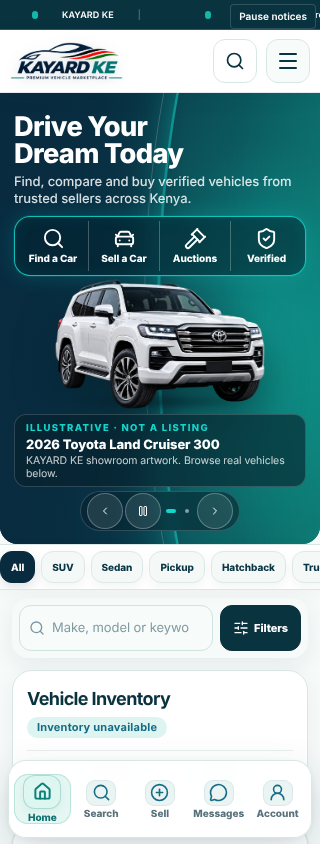 KAYARD KE
Pause notices
KAYARD KE
PREMIUM VEHICLE MARKETPLACE
Drive Your
Dream Today
Find, compare and buy verified vehicles from
trusted sellers across Kenya.
Find a Car
Sell a Car
Auctions
Verified
ILLUSTRATIVE · NOT A LISTING
2026 Toyota Land Cruiser 300
KAYARD KE showroom artwork. Browse real vehicles
below.
All
SUV
Sedan
Pickup
Hatchback
Tru
Make, model or keywo
Filters
Vehicle Inventory
Inventory unavailable
Home
Search
Sell
Messages
Account